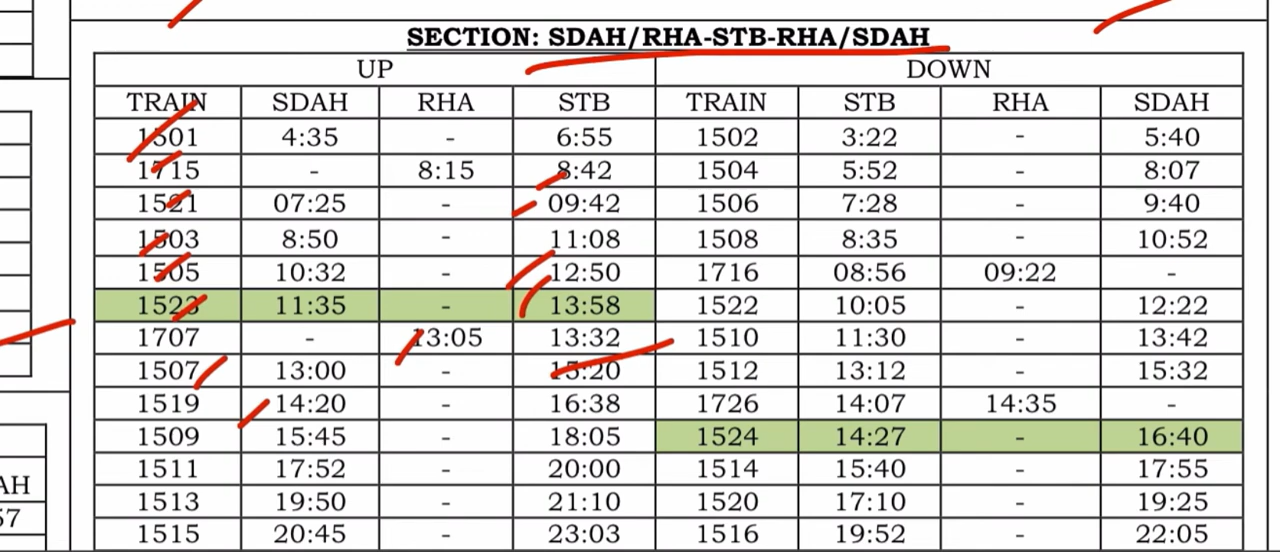 SECTION: SDAH/RHA-STB-RHA/SDAH
UP DOWN
TRAIN SDAH RHA STB TRAIN STB RHA SDAH
1501 4:35 - 6:55 1502 3:22 - 5:40
1715 - 8:15 8:42 1504 5:52 - 8:07
1521 07:25 - 09:42 1506 7:28 - 9:40
1503 8:50 - 11:08 1508 8:35 - 10:52
1505 10:32 - 12:50 1716 08:56 09:22 -
1523 11:35 - 13:58 1522 10:05 - 12:22
1707 - 13:05 13:32 1510 11:30 - 13:42
1507 13:00 - 15:20 1512 13:12 - 15:32
1519 14:20 - 16:38 1726 14:07 14:35 -
1509 15:45 - 18:05 1524 14:27 - 16:40
AH 1511 17:52 - 20:00 1514 15:40 - 17:55
57 1513 19:50 - 21:10 1520 17:10 - 19:25
1515 20:45 - 23:03 1516 19:52 - 22:05